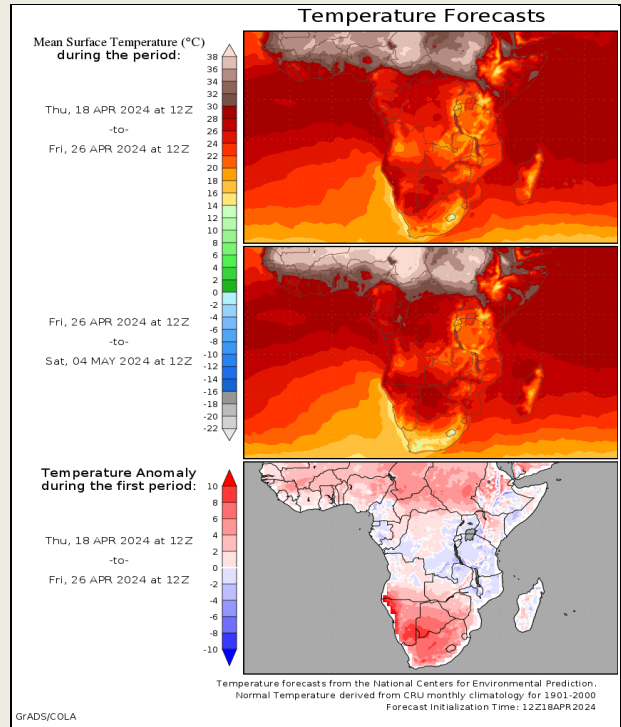 Temperature Forecasts
Mean Surface Temperature (°C)
during the period:
38
36
34
32
30
28
26
24
22
20
18
16
14
12
10
8
6
4
2
0
-2
-4
-6
-8
-10
-12
-14
-16
-18
-20
-22
Thu, 18 APR 2024 at 12Z
-to-
Fri, 26 APR 2024 at 12Z
Fri, 26 APR 2024 at 12Z
-to-
Sat, 04 MAY 2024 at 12Z
Temperature Anomaly
during the first period:
10
8
6
4
2
0
-2
-4
-6
-8
-10
Thu, 18 APR 2024 at 12Z
-to-
Fri, 26 APR 2024 at 12Z
Temperature forecasts from the National Centers for Environmental Prediction.
Normal Temperature derived from CRU monthly climatology for 1901-2000
Forecast Initialization Time: 12Z18APR2024
GrADS/COLA